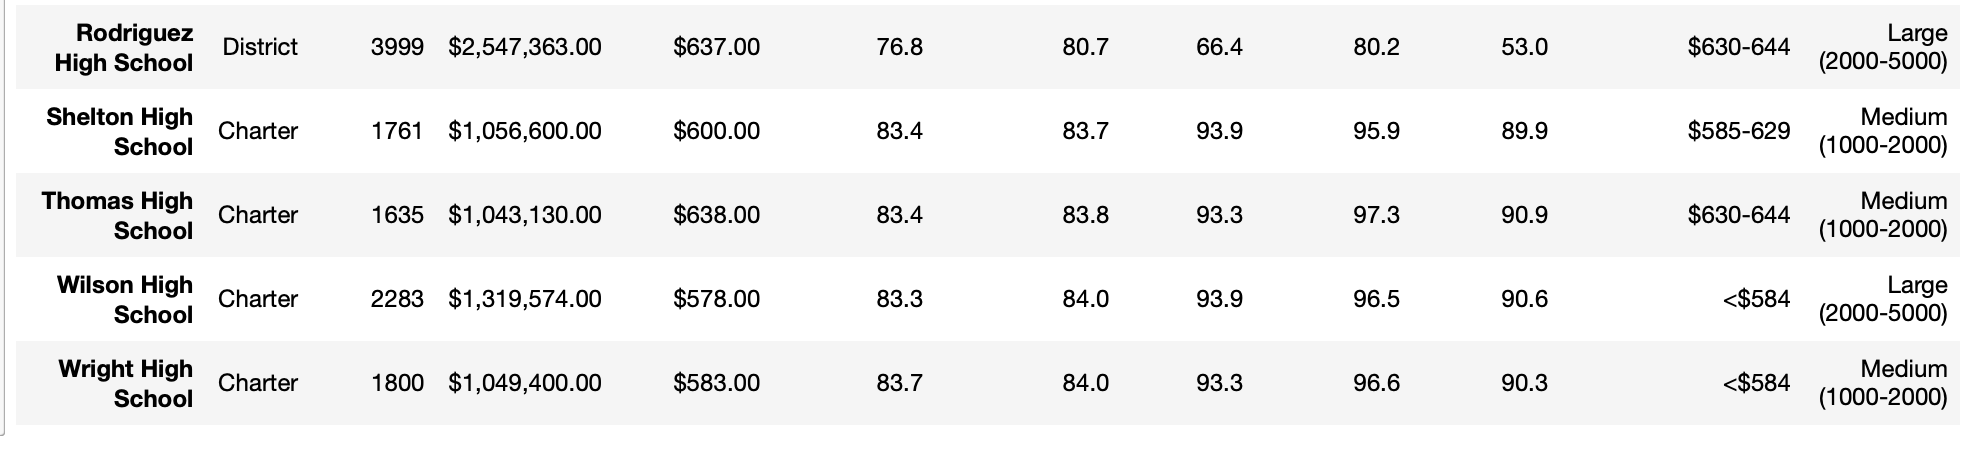 Rodriguez High School District 3999 $2,547,363.00 $637.00 76.8 80.7 66.4 80.2 53.0 $630-644 Large (2000-5000)
Shelton High School Charter 1761 $1,056,600.00 $600.00 83.4 83.7 93.9 95.9 89.9 $585-629 Medium (1000-2000)
Thomas High School Charter 1635 $1,043,130.00 $638.00 83.4 83.8 93.3 97.3 90.9 $630-644 Medium (1000-2000)
Wilson High School Charter 2283 $1,319,574.00 $578.00 83.3 84.0 93.9 96.5 90.6 <$584 Large (2000-5000)
Wright High School Charter 1800 $1,049,400.00 $583.00 83.7 84.0 93.3 96.6 90.3 <$584 Medium (1000-2000)